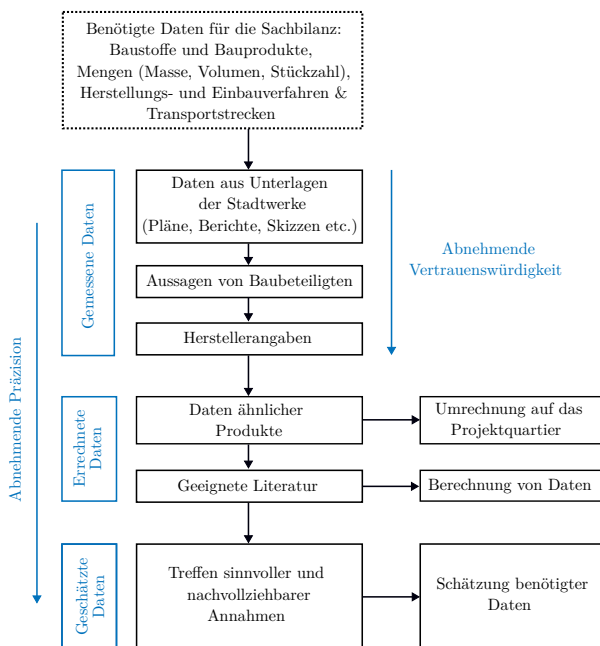 Benötigte Daten für die Sachbilanz:
Baustoffe und Bauprodukte,
Mengen (Masse, Volumen, Stückzahl),
Herstellungs- und Einbauverfahren &
Transportstrecken
Abnehmende Präzision
Gemessene Daten
Daten aus Unterlagen
der Stadtwerke
(Pläne, Berichte, Skizzen etc.)
Aussagen von Baubeteiligten
Herstellerangaben
Abnehmende
Vertrauenswürdigkeit
Errechnete
Daten
Daten ähnlicher
Produkte
Umrechnung auf das
Projektquartier
Geeignete Literatur
Berechnung von Daten
Geschätzte
Daten
Treffen sinnvoller und
nachvollziehbarer
Annahmen
Schätzung benötigter
Daten